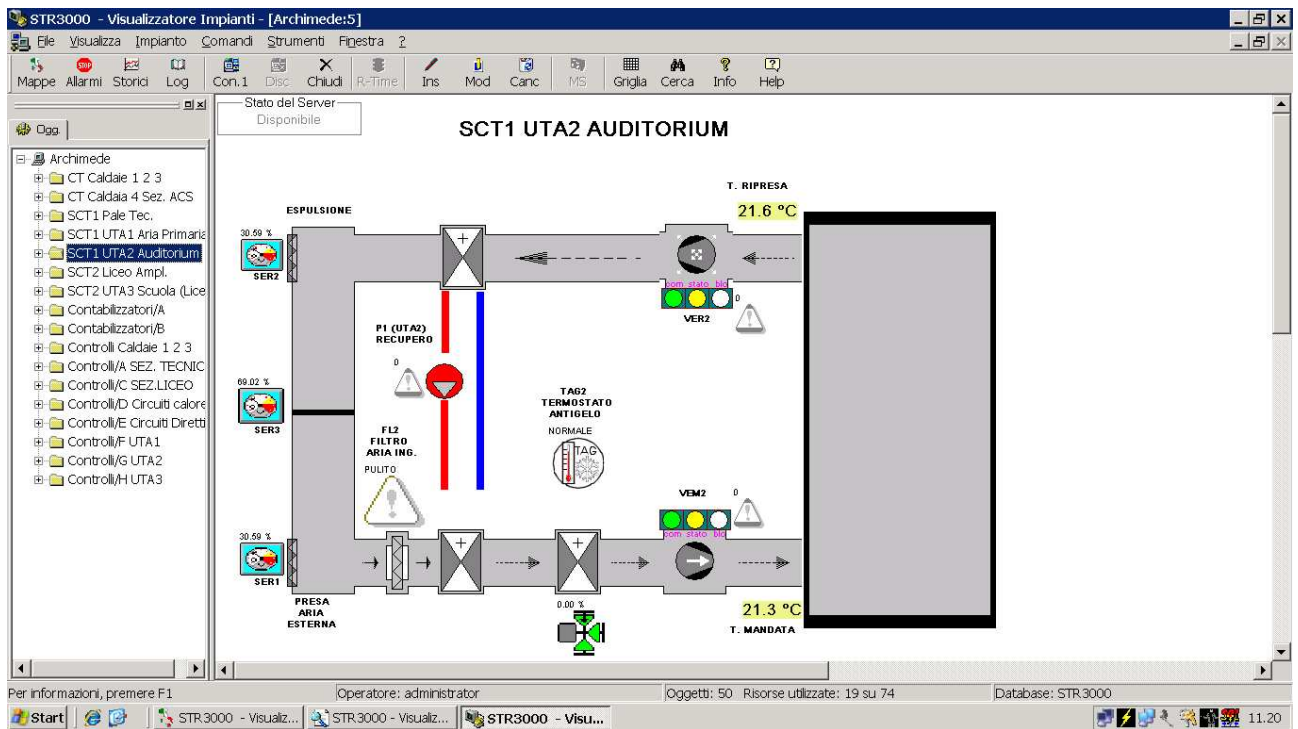 STR3000 - Visualizzatore Impianti - [Archimede:5]
File Visualizza Impianto Comandi Strumenti Finestra ?
Mappe Allarmi Storici Log Con.1 Disc Chiudi R-Time Ins Mod Canc MS Griglia Cerca Info Help
Ogg.
Archimede
CT Caldaie 1 2 3
CT Caldaia 4 Sez. ACS
SCT1 Pale Tec.
SCT1 UTA1 Aria Primaria
SCT1 UTA2 Auditorium
SCT2 Liceo Ampl.
SCT2 UTA3 Scuola (Lice
Contabilizzatori/A
Contabilizzatori/B
Controlli Caldaie 1 2 3
Controlli/A SEZ. TECNIC
Controlli/C SEZ.LICEO
Controlli/D Circuiti calore
Controlli/E Circuiti Diretti
Controlli/F UTA1
Controlli/G UTA2
Controlli/H UTA3
Stato del Server
Disponibile
SCT1 UTA2 AUDITORIUM
T. RIPRESA
21.6 °C
ESPULSIONE
30.59 %
SER2
com stato blo
0
VER2
P1 (UTA2)
RECUPERO
0
69.02 %
SER3
TAG2
TERMOSTATO
ANTIGELO
NORMALE
TAG
FL2
FILTRO
ARIA ING.
PULITO
VEM2
0
com stato blo
30.59 %
SER1
PRESA
ARIA
ESTERNA
0.00 %
21.3 °C
T. MANDATA
Per informazioni, premere F1
Operatore: administrator
Oggetti: 50 Risorse utilizzate: 19 su 74
Database: STR3000
Start
STR3000 - Visualiz...
STR3000 - Visualiz...
STR3000 - Visu...
11.20